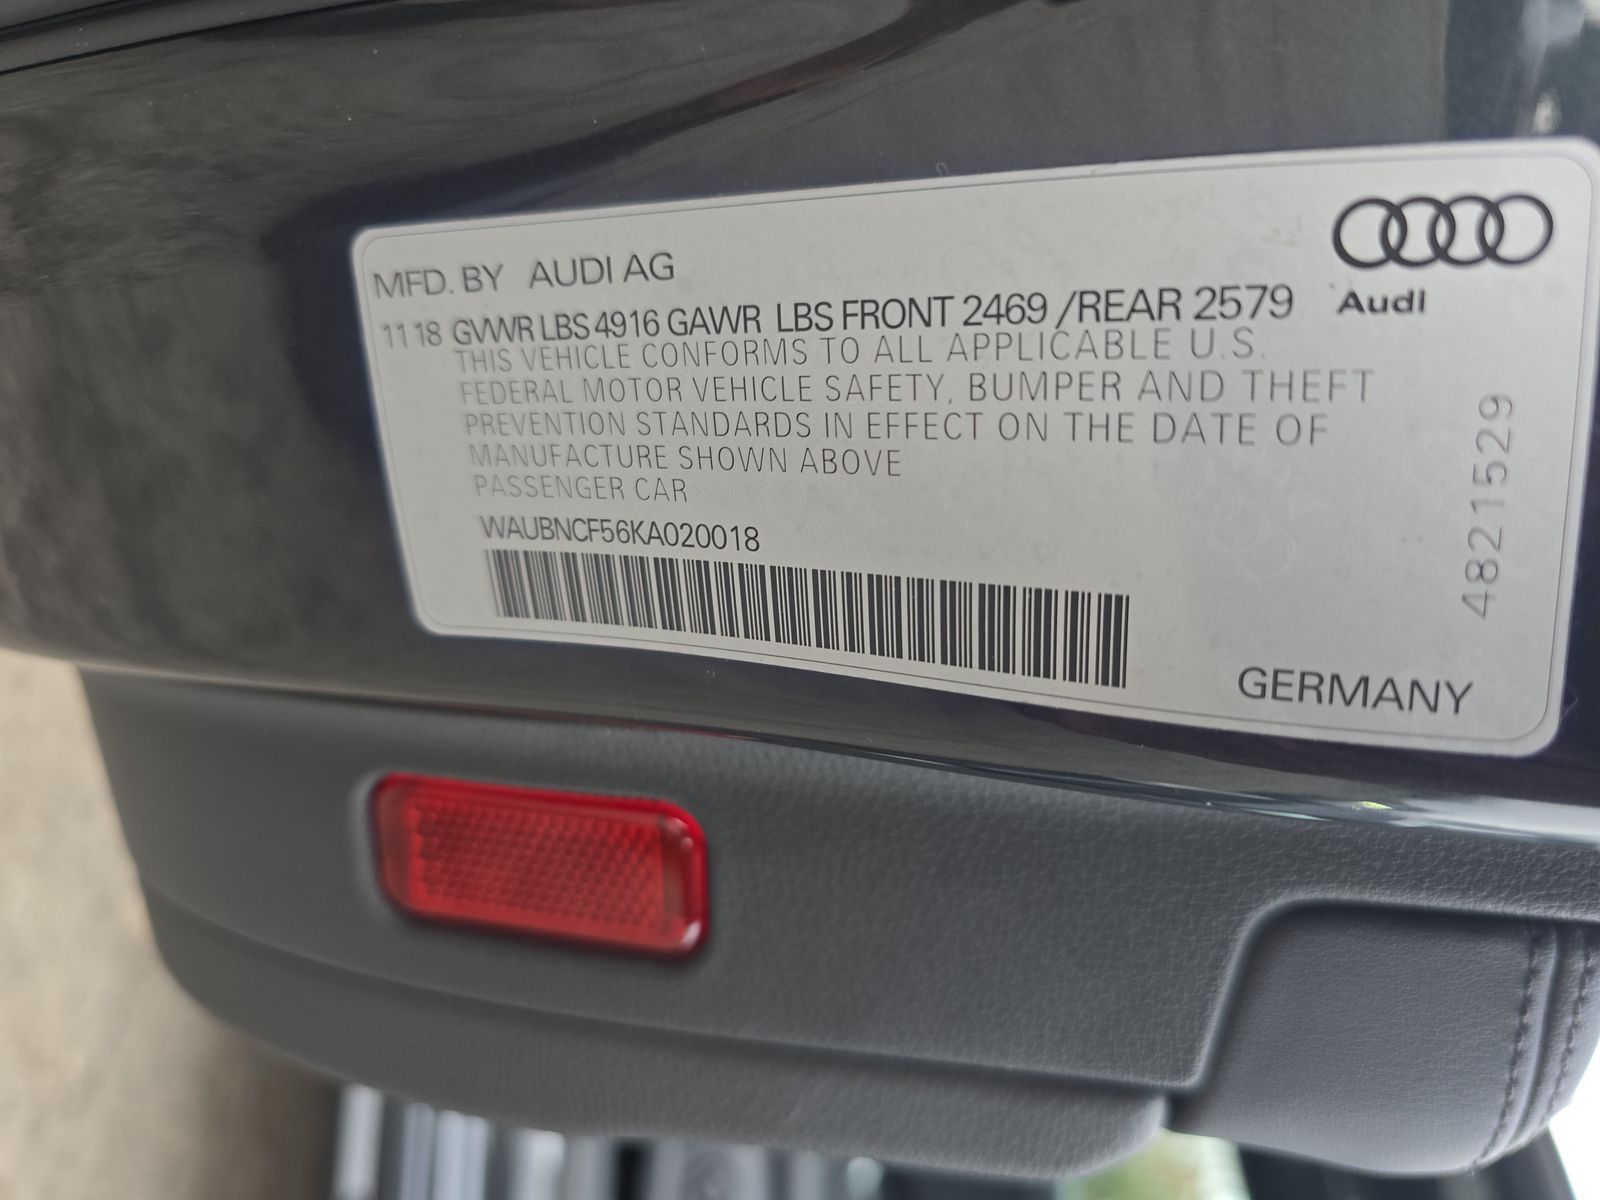 MFD. BY AUDI AG
11 18 GVWR LBS 4916 GAWR LBS FRONT 2469 /REAR 2579
Audi
THIS VEHICLE CONFORMS TO ALL APPLICABLE U.S.
FEDERAL MOTOR VEHICLE SAFETY, BUMPER AND THEFT
PREVENTION STANDARDS IN EFFECT ON THE DATE OF
MANUFACTURE SHOWN ABOVE
PASSENGER CAR
WAUBNCF56KA020018
4821529
GERMANY